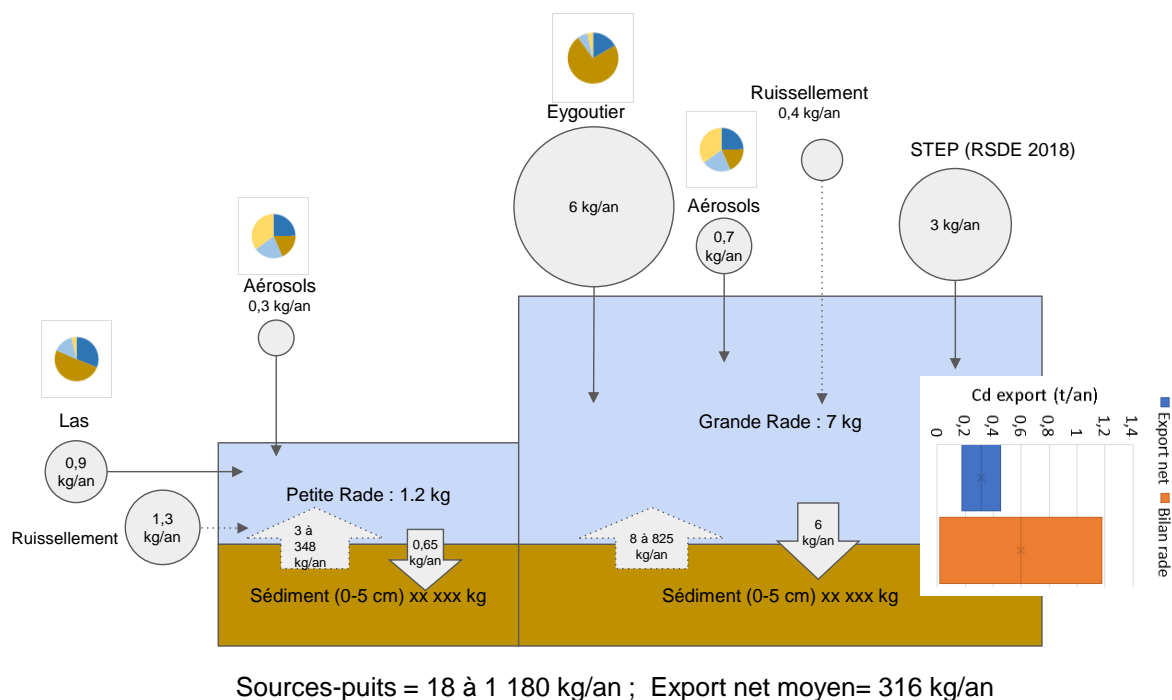 Eygoutier
6 kg/an
Ruissellement
0,4 kg/an
Aérosols
0,7
kg/an
STEP (RSDE 2018)
3 kg/an
Aérosols
0,3 kg/an
Las
0,9
kg/an
Ruissellement
1,3
kg/an
Grande Rade : 7 kg
Petite Rade : 1.2 kg
3 à
348
kg/an
0,65
kg/an
8 à 825
kg/an
6
kg/an
Sédiment (0-5 cm) xx xxx kg
Sédiment (0-5 cm) xx xxx kg
Cd export (t/an)
0
0,2
0,4
0,6
0,8
1
1,2
1,4
Export net
Bilan rade
Sources-puits = 18 à 1 180 kg/an ; Export net moyen= 316 kg/an